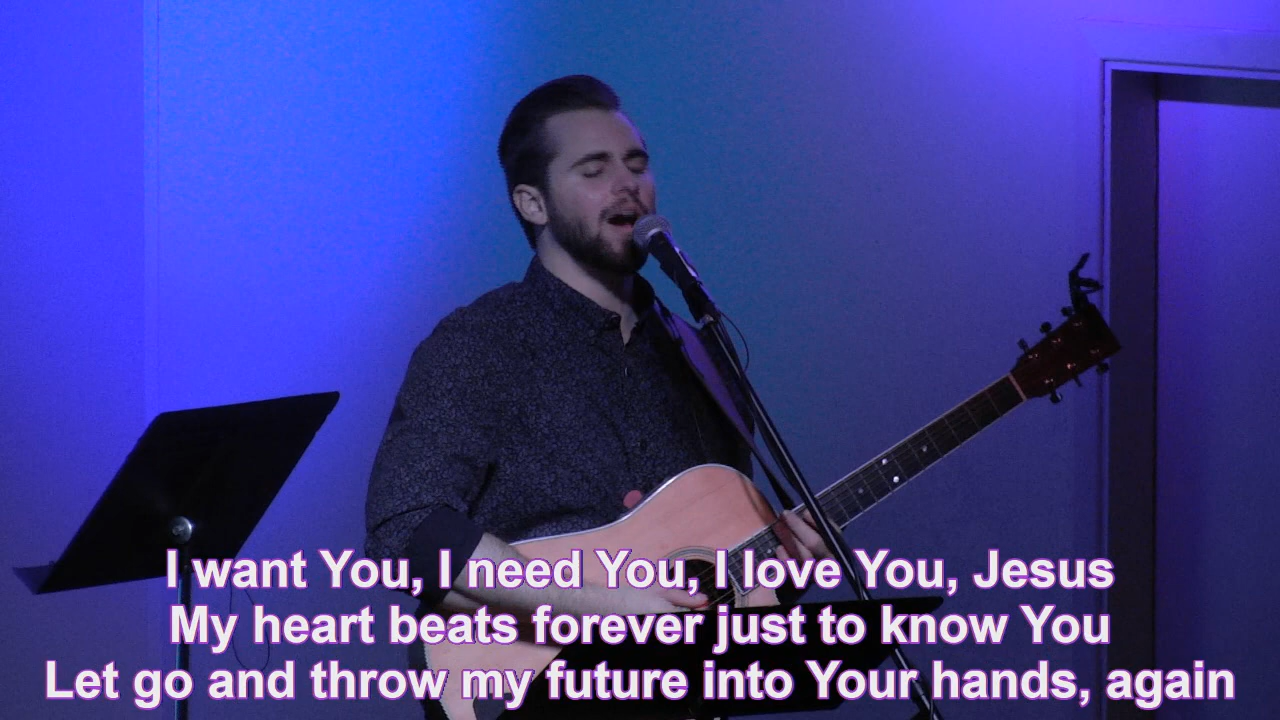 I want You, I need You, I love You, Jesus
My heart beats forever just to know You
Let go and throw my future into Your hands, again